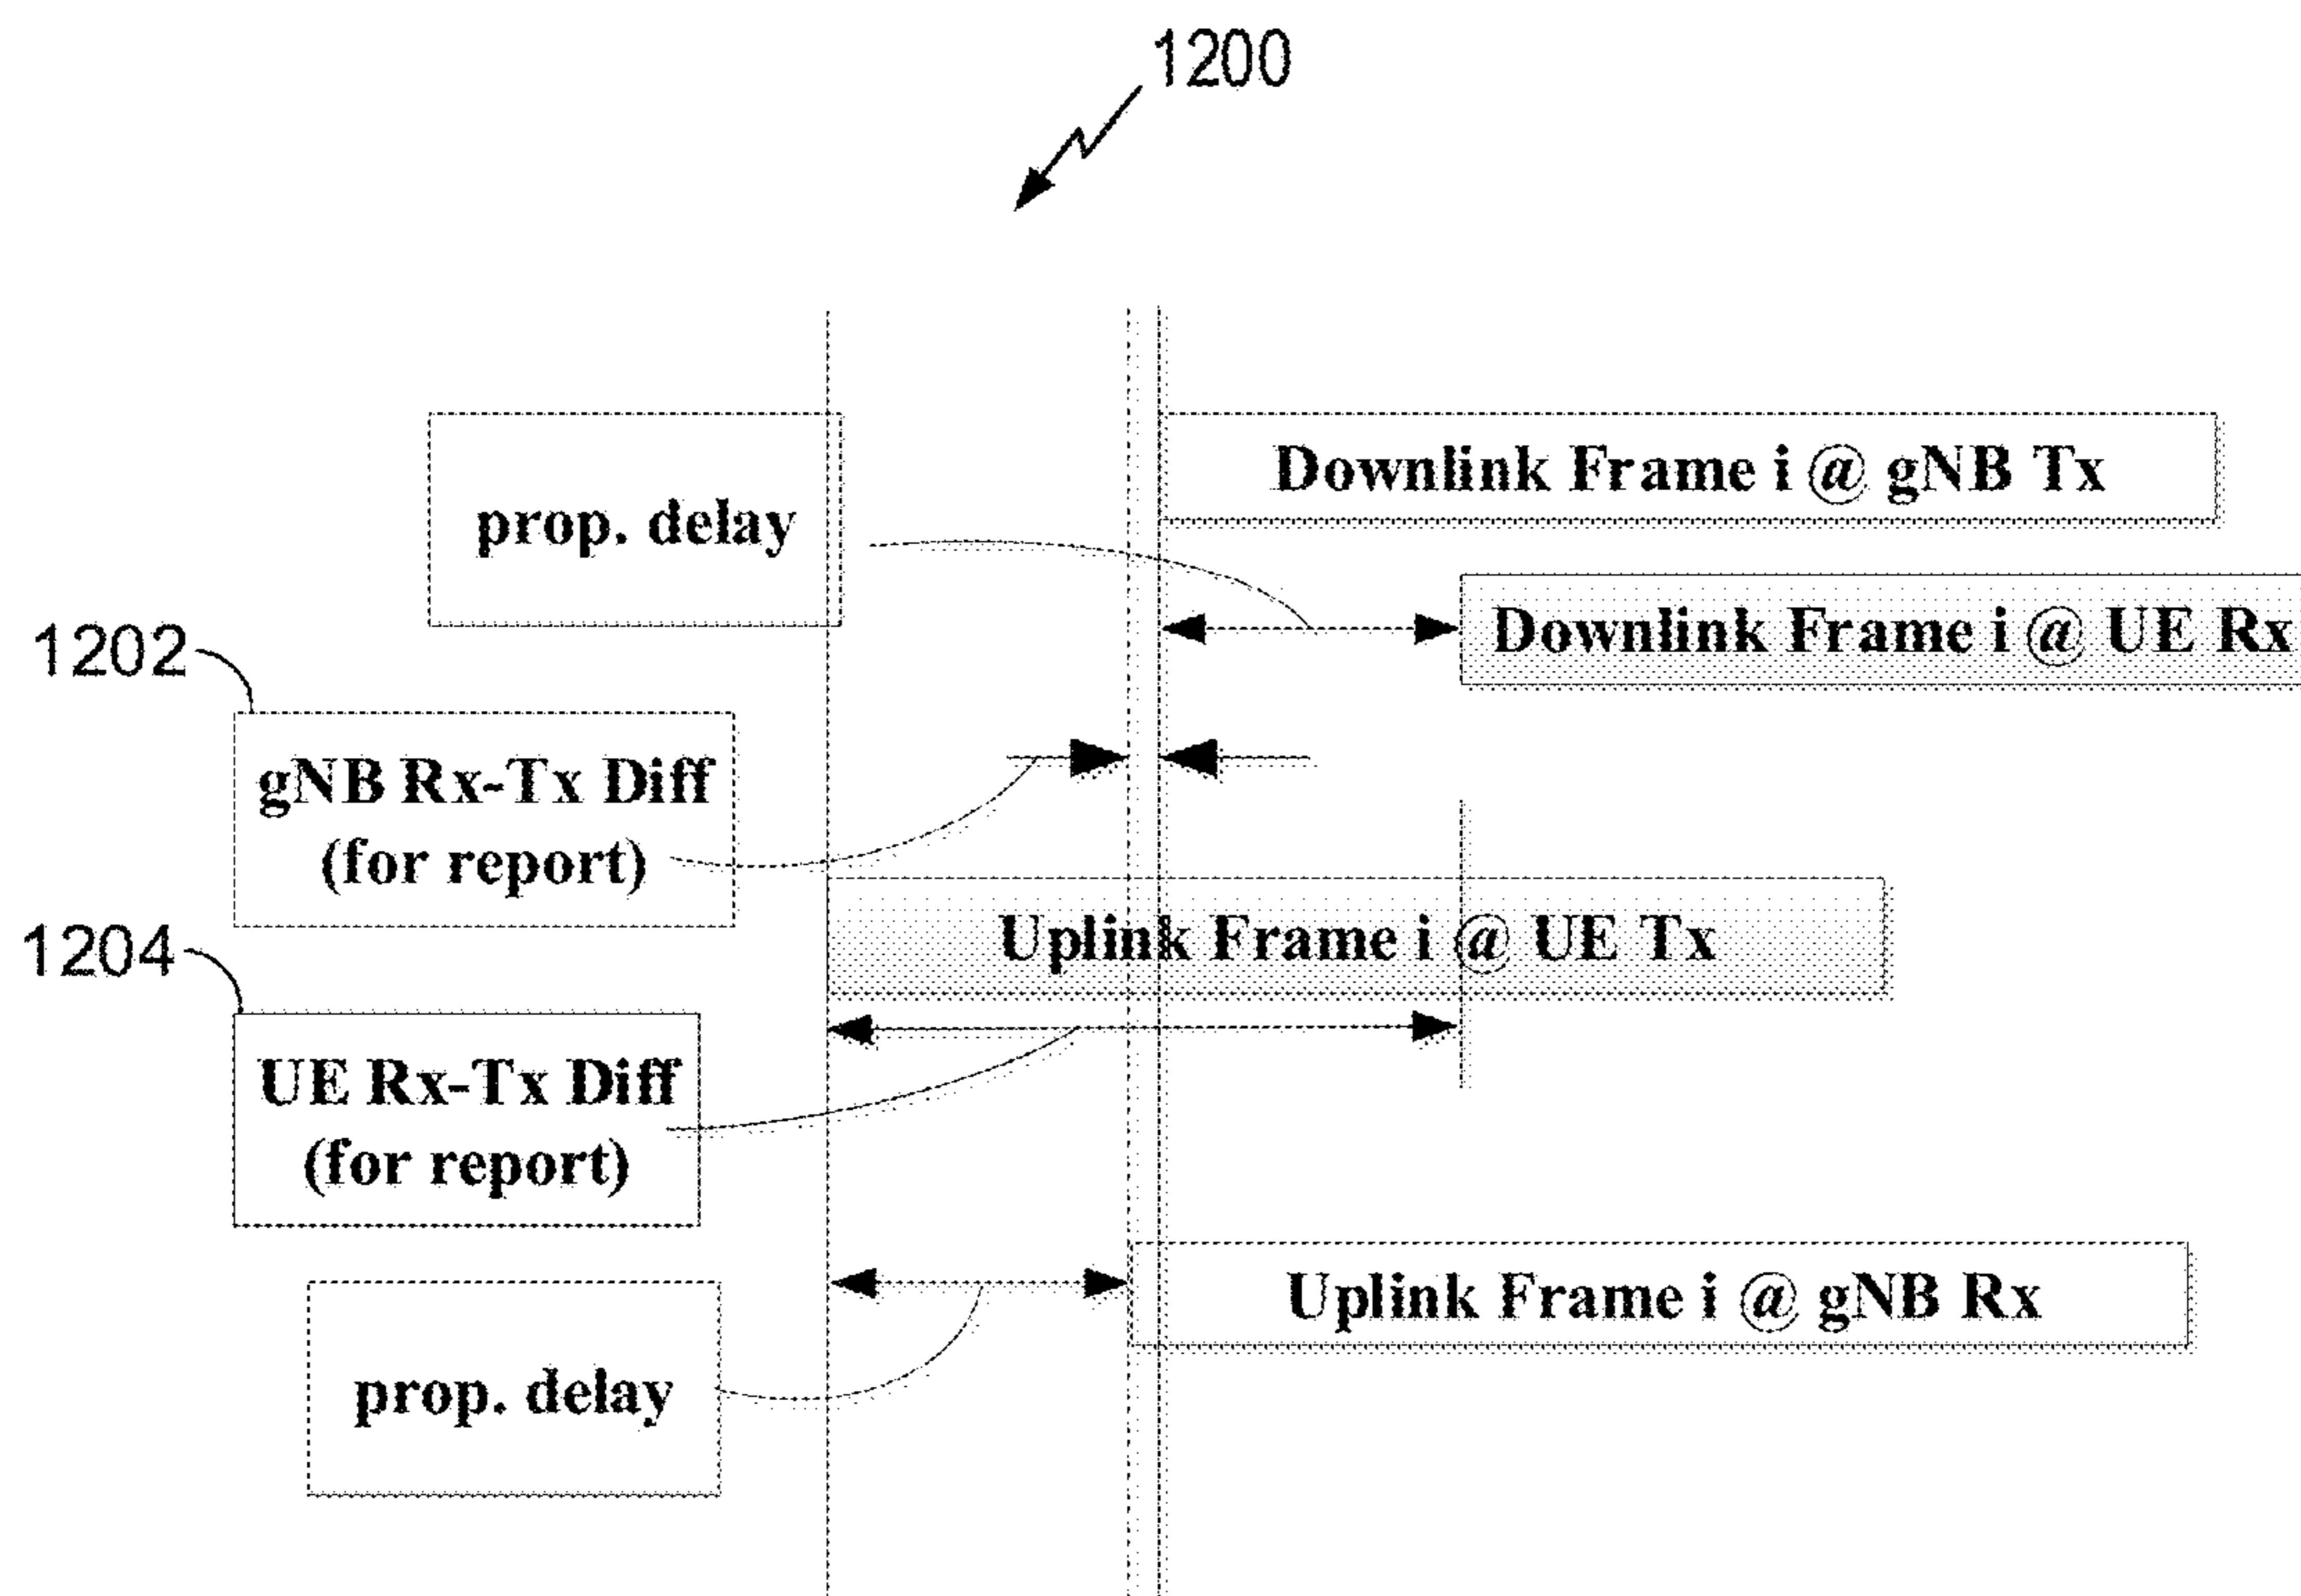 1200
Downlink Frame i @ gNB Tx
prop. delay
Downlink Frame i @ UE Rx
1202
gNB Rx-Tx Diff
(for report)
Uplink Frame i @ UE Tx
1204
UE Rx-Tx Diff
(for report)
Uplink Frame i @ gNB Rx
prop. delay